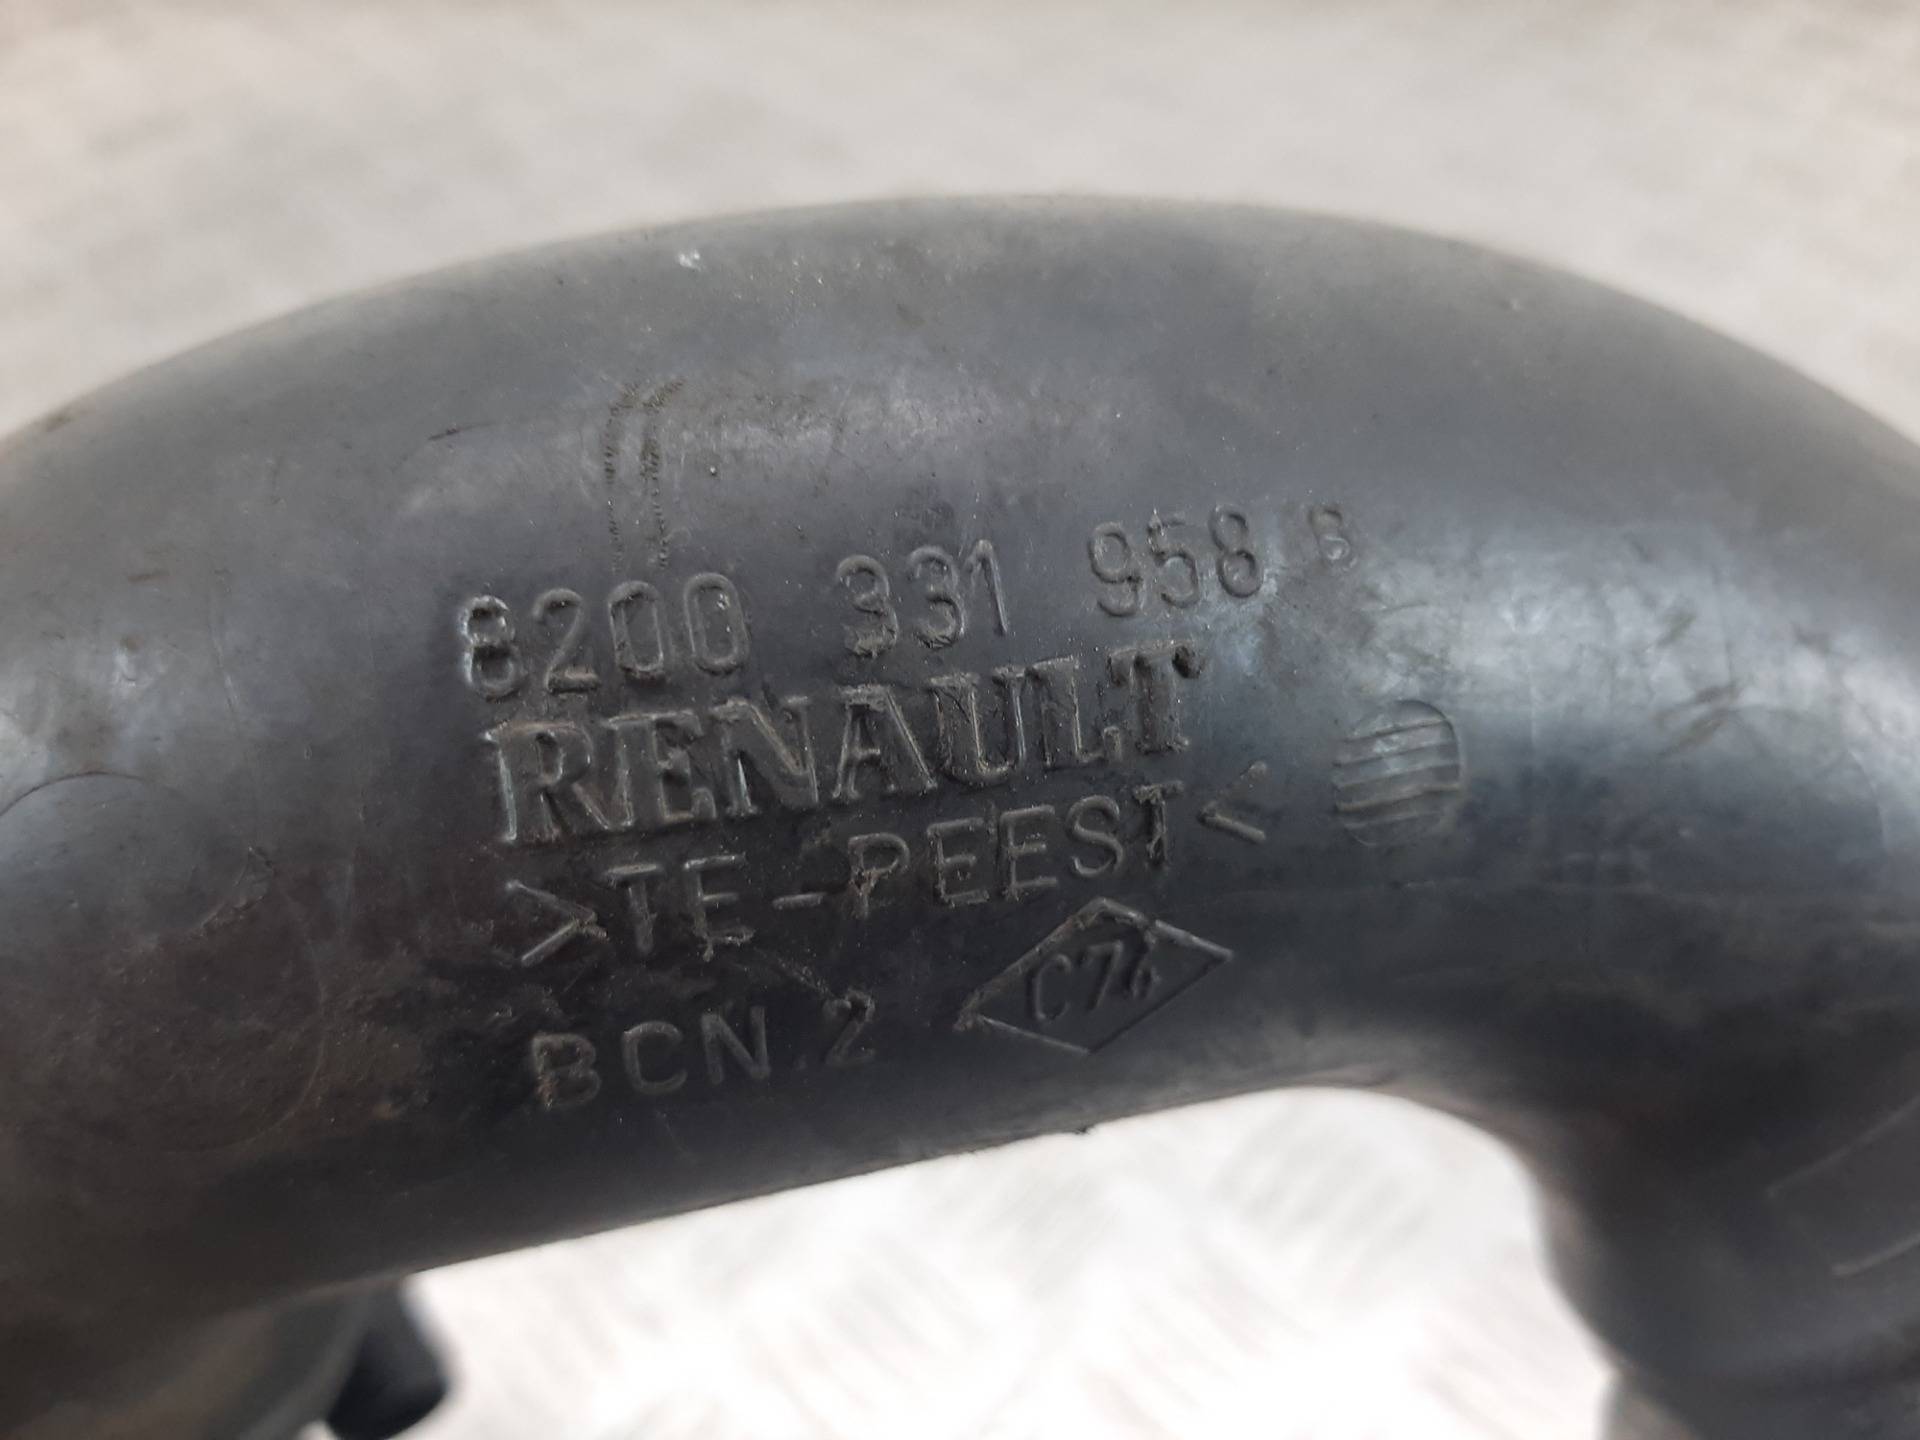 8200 331 958 B
RENAULT
>TE-PEEST<
BCN.2 C76